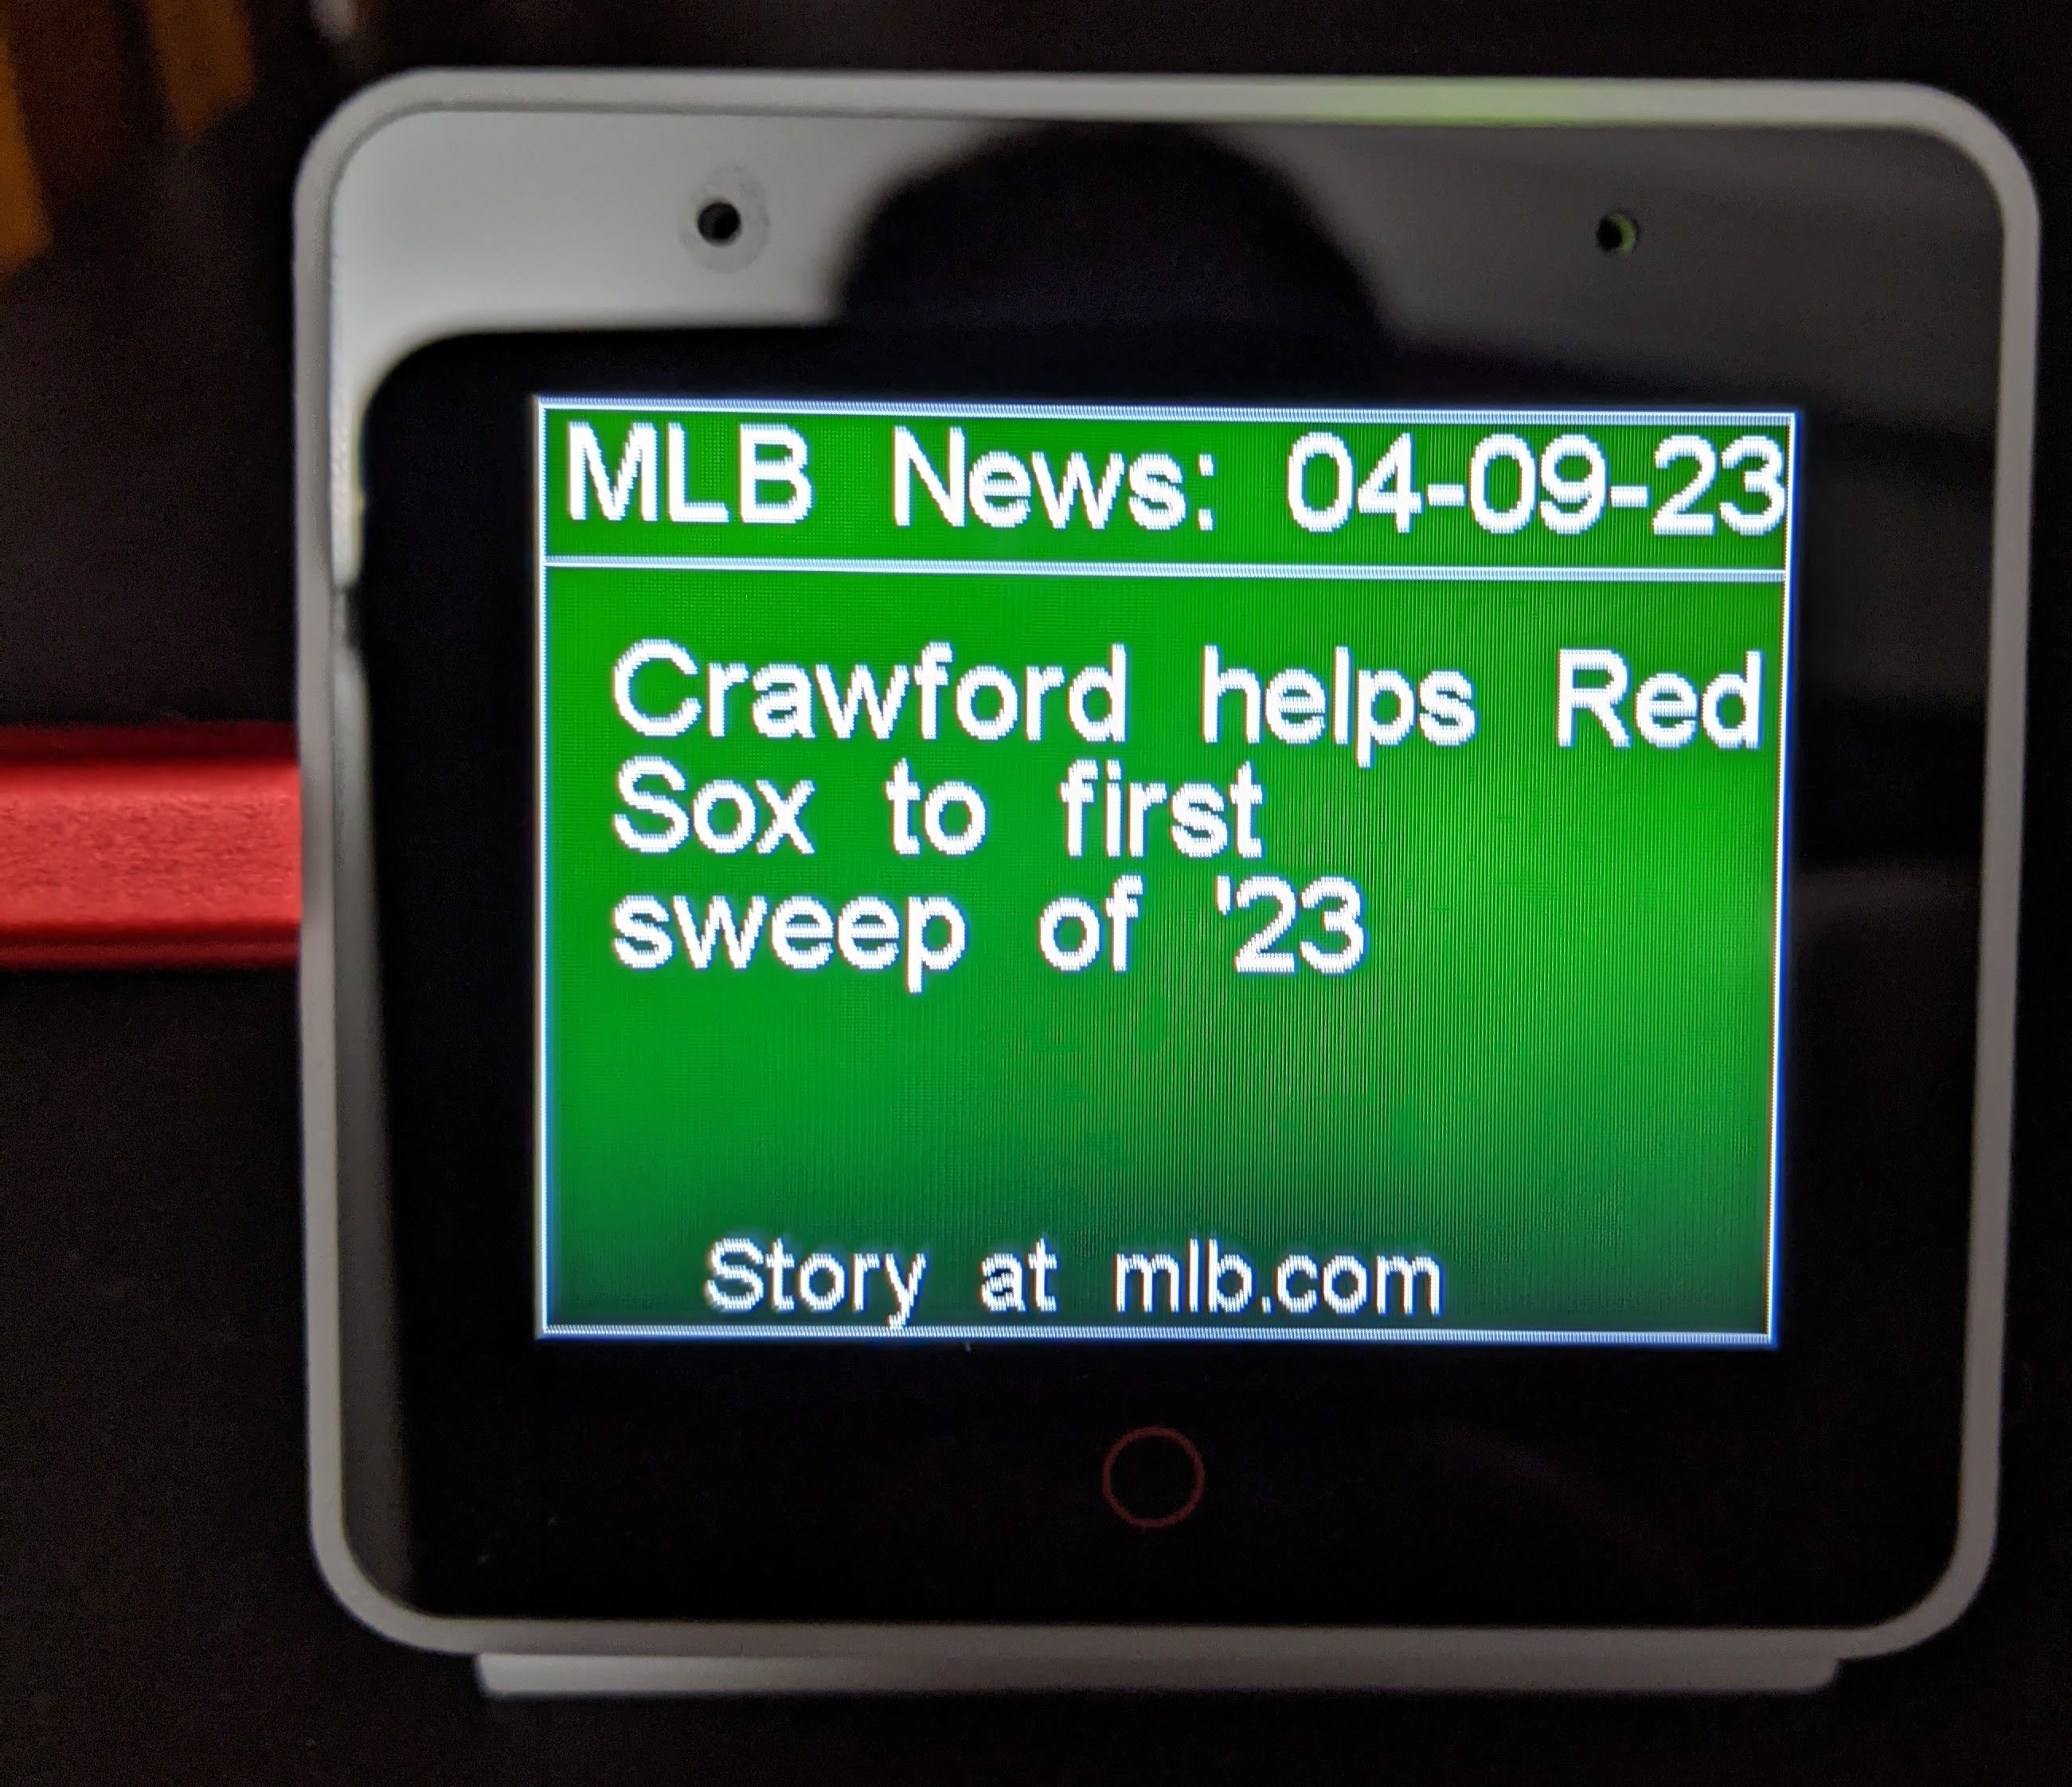 MLB News: 04-09-23
Crawford helps Red
Sox to first
sweep of '23
Story at mlb.com